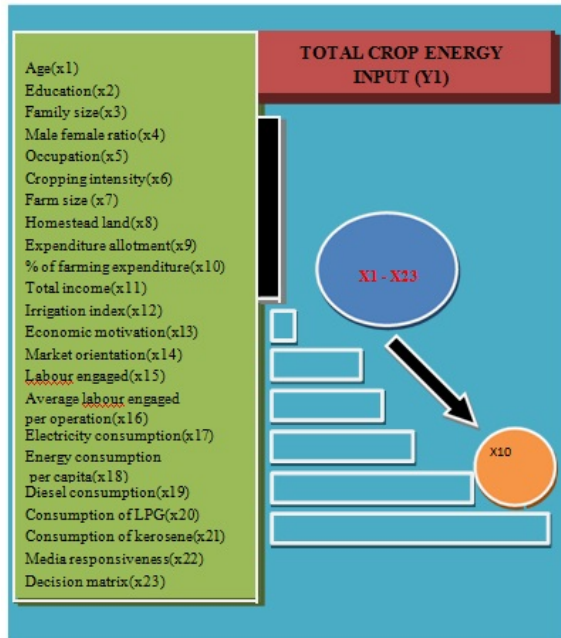 TOTAL CROP ENERGY
INPUT (Y1)
Age(x1)
Education(x2)
Family size(x3)
Male female ratio(x4)
Occupation(x5)
Cropping intensity(x6)
Farm size (x7)
Homestead land(x8)
Expenditure allotment(x9)
% of farming expenditure(x10)
Total income(x11)
Irrigation index(x12)
Economic motivation(x13)
Market orientation(x14)
Labour engaged(x15)
Average labour engaged
per operation(x16)
Electricity consumption(x17)
Energy consumption
per capita(x18)
Diesel consumption(x19)
Consumption of LPG(x20)
Consumption of kerosene(x21)
Media responsiveness(x22)
Decision matrix(x23)
X1 - X23
X10